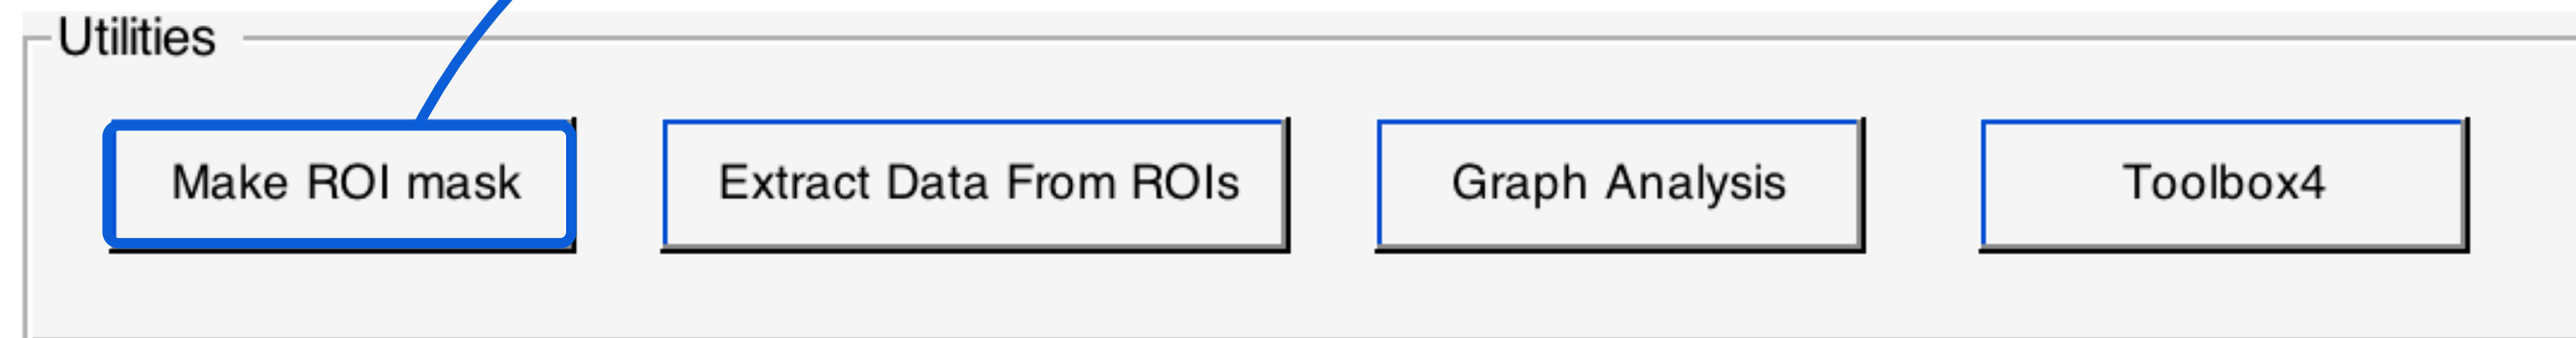 Utilities
Make ROI mask
Extract Data From ROIs
Graph Analysis
Toolbox4